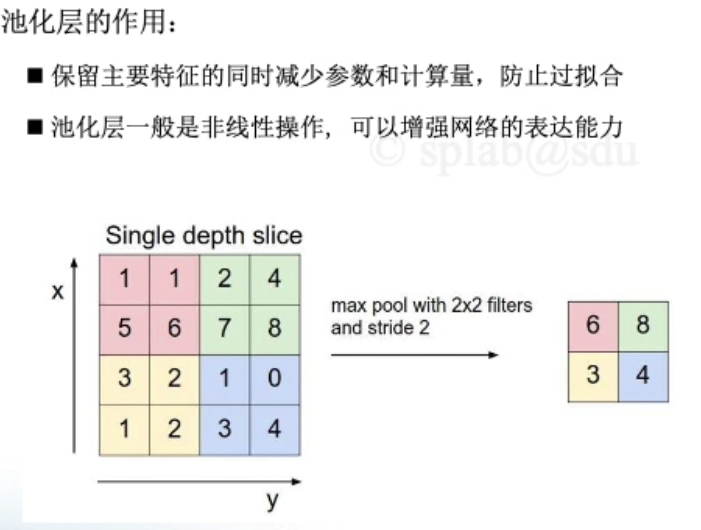 池化层的作用：
■ 保留主要特征的同时减少参数和计算量，防止过拟合
■ 池化层一般是非线性操作，可以增强网络的表达能力
© splab@sdu
Single depth slice
x
1 1 2 4
5 6 7 8
3 2 1 0
1 2 3 4
y
max pool with 2x2 filters
and stride 2
6 8
3 4